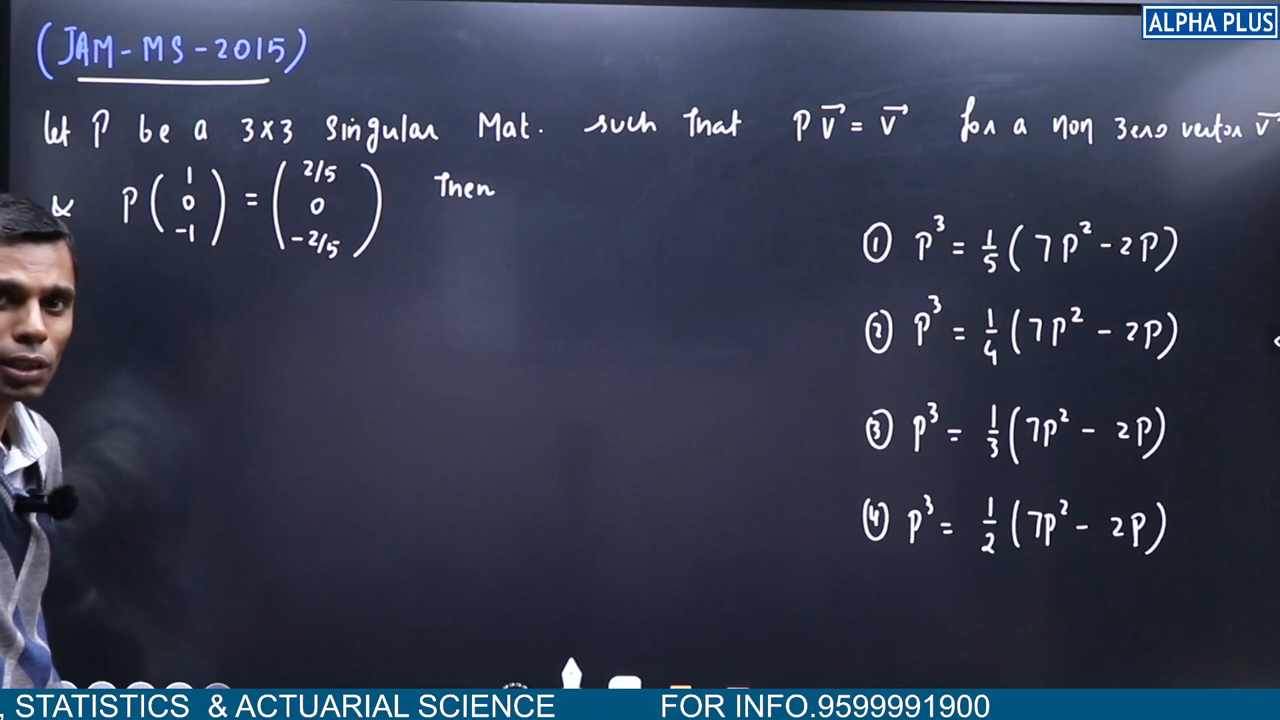 ALPHA PLUS
(JAM-MS-2015)
let P be a 3x3 singular Mat. such that P v⃗ = v⃗ for a non zero vector v⃗
& P (1 0 -1) = (2/5 0 -2/5) Then
① P³ = 1/5 (7P² - 2P)
② P³ = 1/4 (7P² - 2P)
③ P³ = 1/3 (7P² - 2P)
④ P³ = 1/2 (7P² - 2P)
, STATISTICS & ACTUARIAL SCIENCE FOR INFO.9599991900